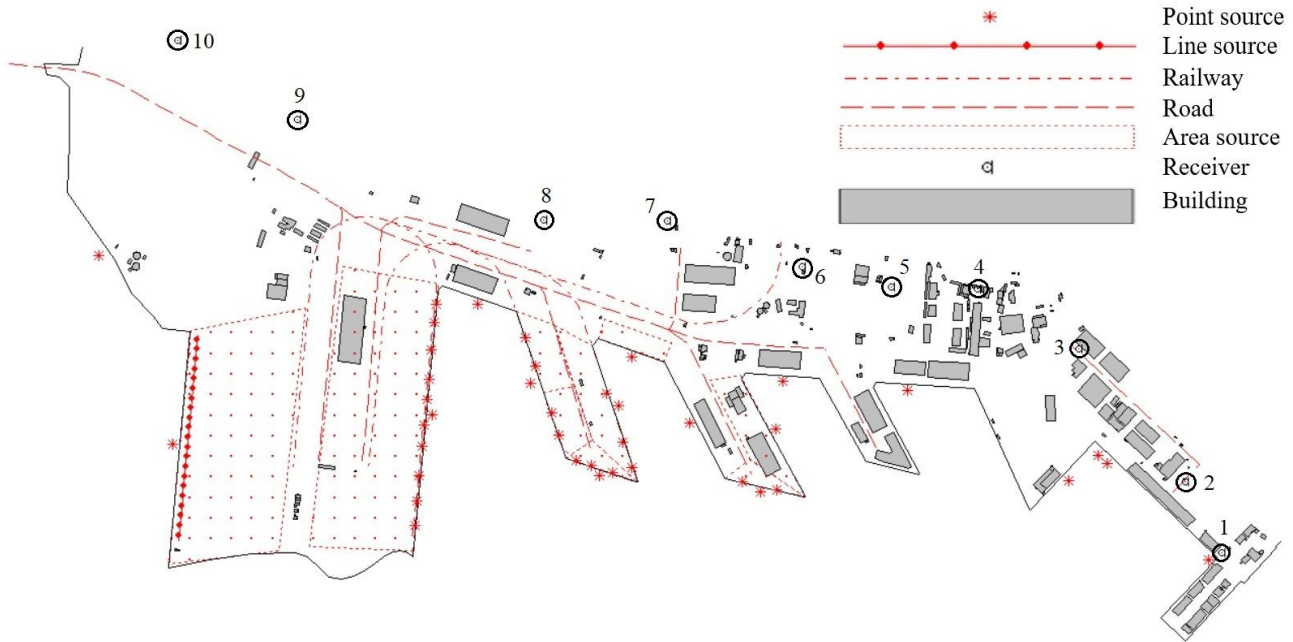 10
9
8
7
6
5
4
3
2
1
Point source
Line source
Railway
Road
Area source
Receiver
Building